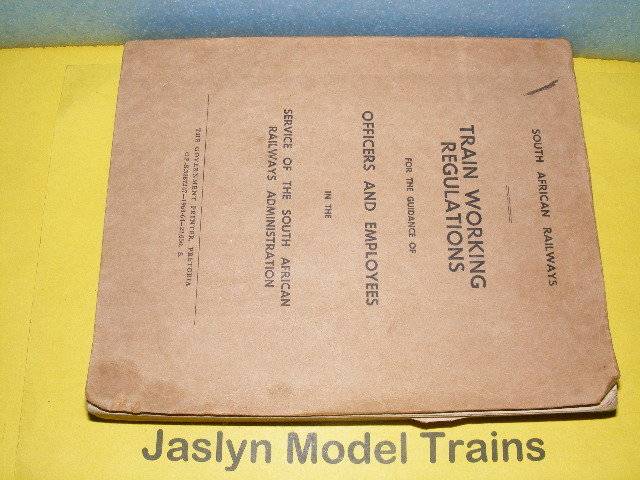 SOUTH AFRICAN RAILWAYS
TRAIN WORKING
REGULATIONS
FOR THE GUIDANCE OF
OFFICERS AND EMPLOYEES
IN THE
SERVICE OF THE SOUTH AFRICAN
RAILWAYS ADMINISTRATION
THE GOVERNMENT PRINTER, PRETORIA
Jaslyn Model Trains